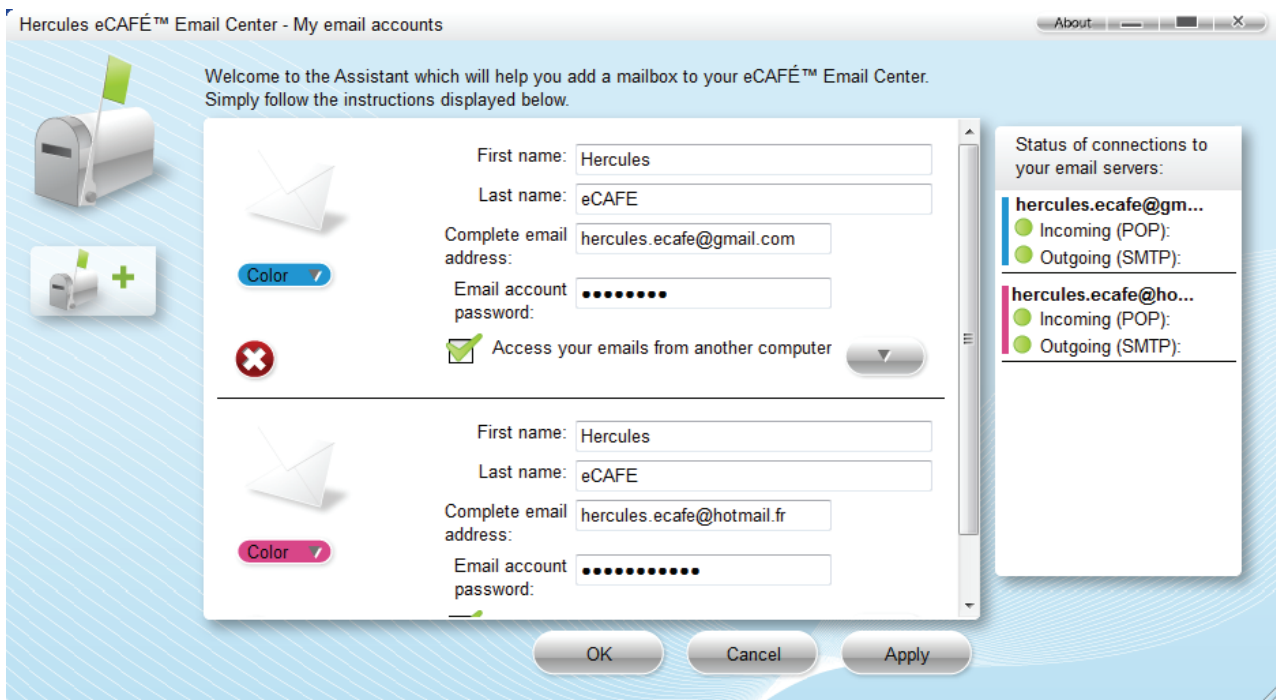 Hercules eCAFÉ™ Email Center - My email accounts
About
Welcome to the Assistant which will help you add a mailbox to your eCAFÉ™ Email Center.
Simply follow the instructions displayed below.
First name: Hercules
Last name: eCAFE
Complete email address: hercules.ecafe@gmail.com
Color
Email account password: ●●●●●●●●
Access your emails from another computer
First name: Hercules
Last name: eCAFE
Complete email address: hercules.ecafe@hotmail.fr
Color
Email account password: ●●●●●●●●●●●
Status of connections to
your email servers:
hercules.ecafe@gm...
Incoming (POP):
Outgoing (SMTP):
hercules.ecafe@ho...
Incoming (POP):
Outgoing (SMTP):
OK
Cancel
Apply